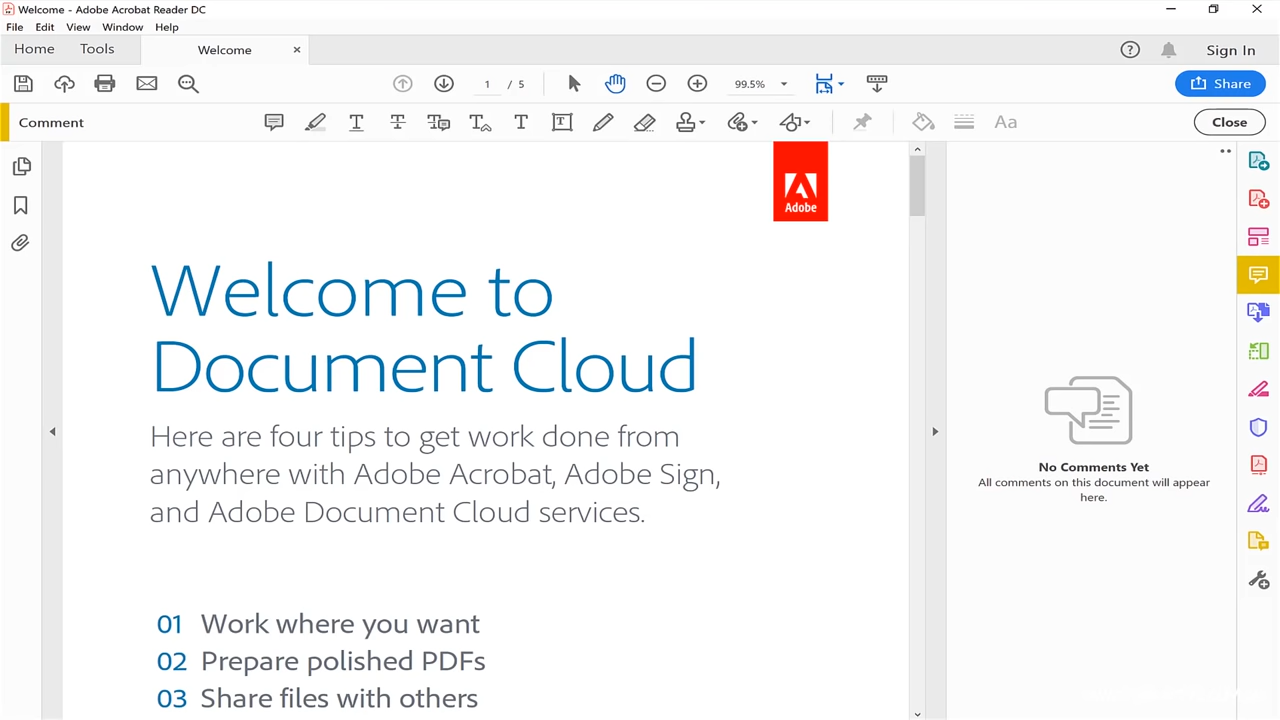 Welcome - Adobe Acrobat Reader DC
File Edit View Window Help
Home Tools Welcome Sign In
1 / 5 99.5% Share
Comment Aa Close
Adobe
Welcome to
Document Cloud
Here are four tips to get work done from
anywhere with Adobe Acrobat, Adobe Sign,
and Adobe Document Cloud services.
01 Work where you want
02 Prepare polished PDFs
03 Share files with others
No Comments Yet
All comments on this document will appear
here.